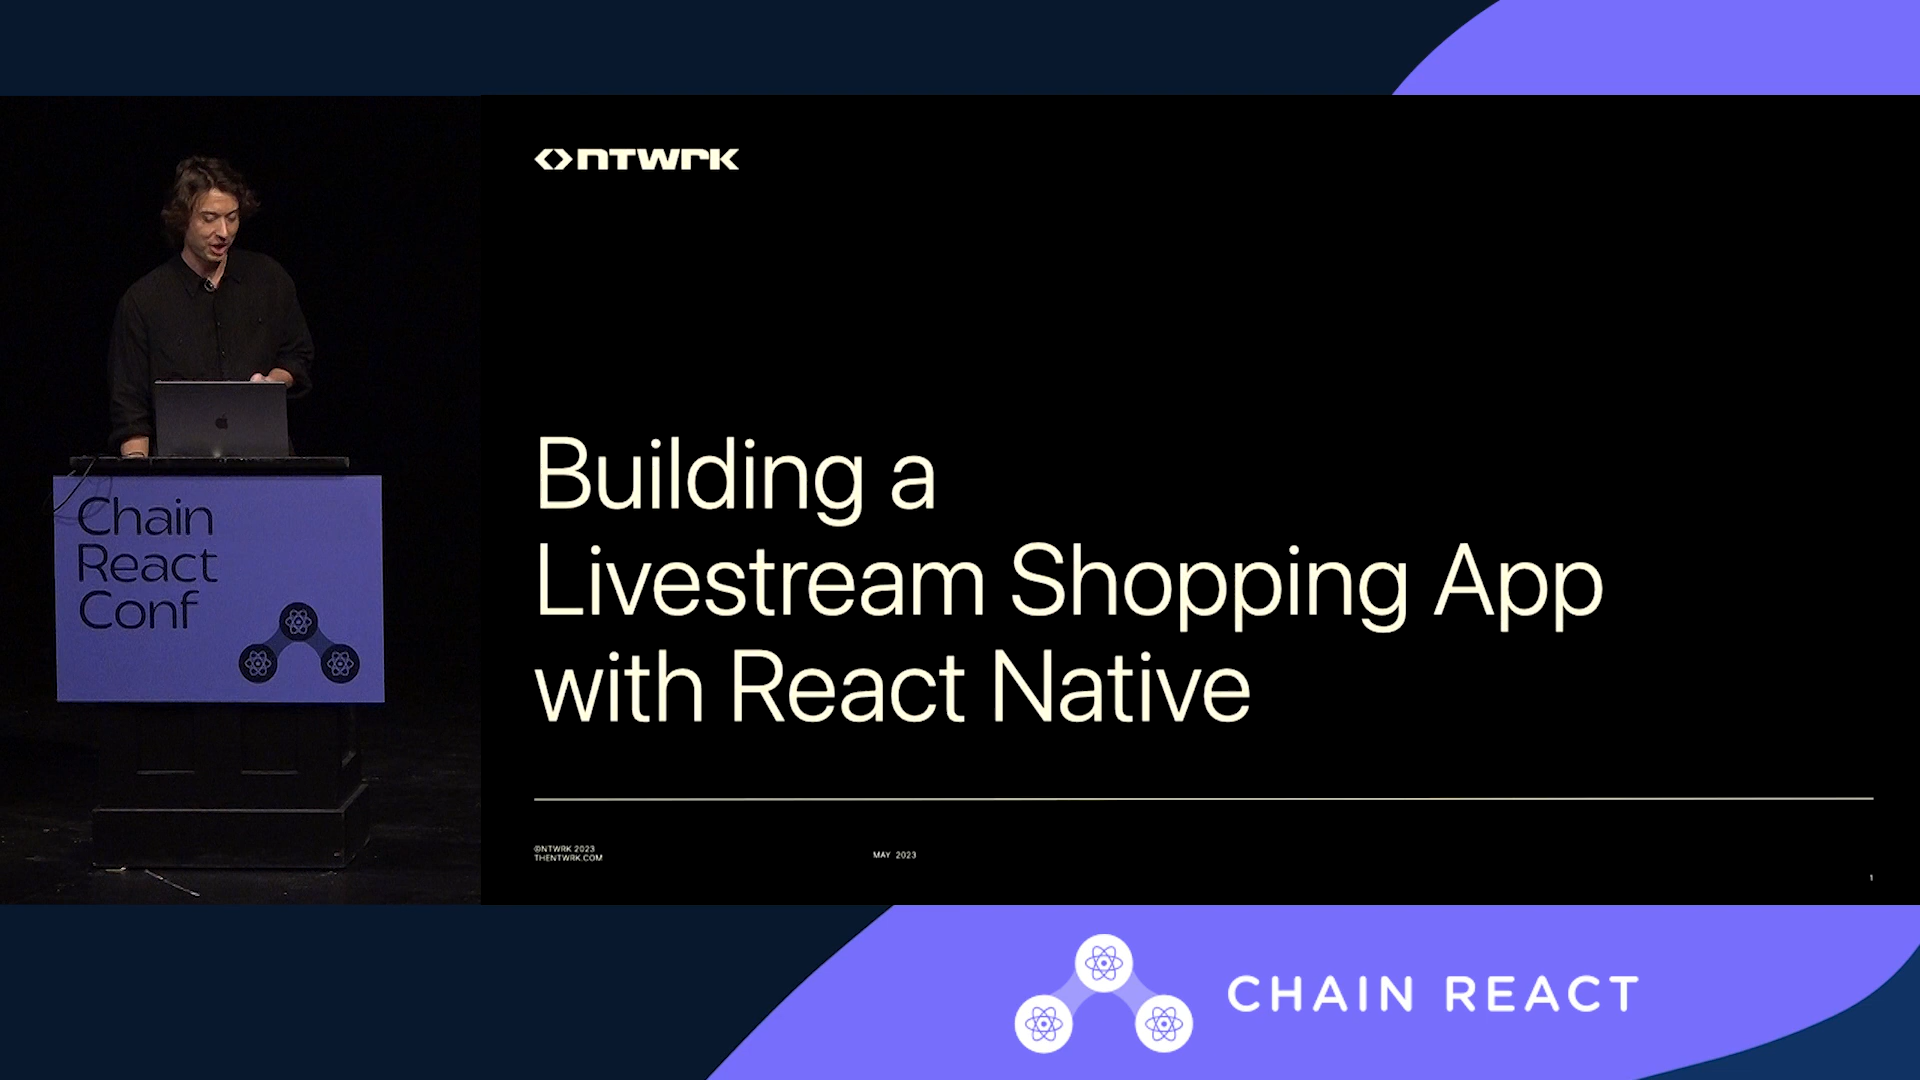 NTWRK
Building a
Livestream Shopping App
with React Native
©NTWRK 2023
THENTWRK.COM
MAY 2023
1
Chain
React
Conf
CHAIN REACT